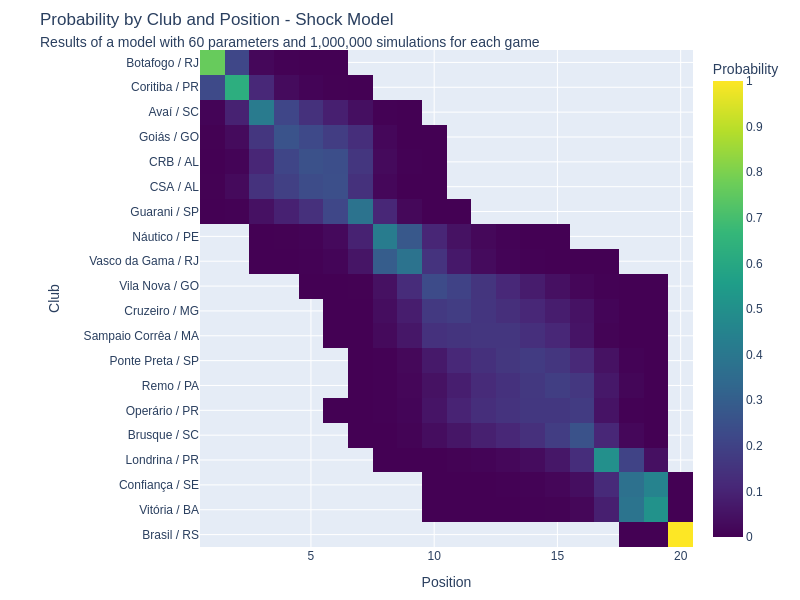 Probability by Club and Position - Shock Model
Results of a model with 60 parameters and 1,000,000 simulations for each game
Probability
Club
Botafogo / RJ
Coritiba / PR
Avaí / SC
Goiás / GO
CRB / AL
CSA / AL
Guarani / SP
Náutico / PE
Vasco da Gama / RJ
Vila Nova / GO
Cruzeiro / MG
Sampaio Corrêa / MA
Ponte Preta / SP
Remo / PA
Operário / PR
Brusque / SC
Londrina / PR
Confiança / SE
Vitória / BA
Brasil / RS
5
10
15
20
Position
1
0.9
0.8
0.7
0.6
0.5
0.4
0.3
0.2
0.1
0